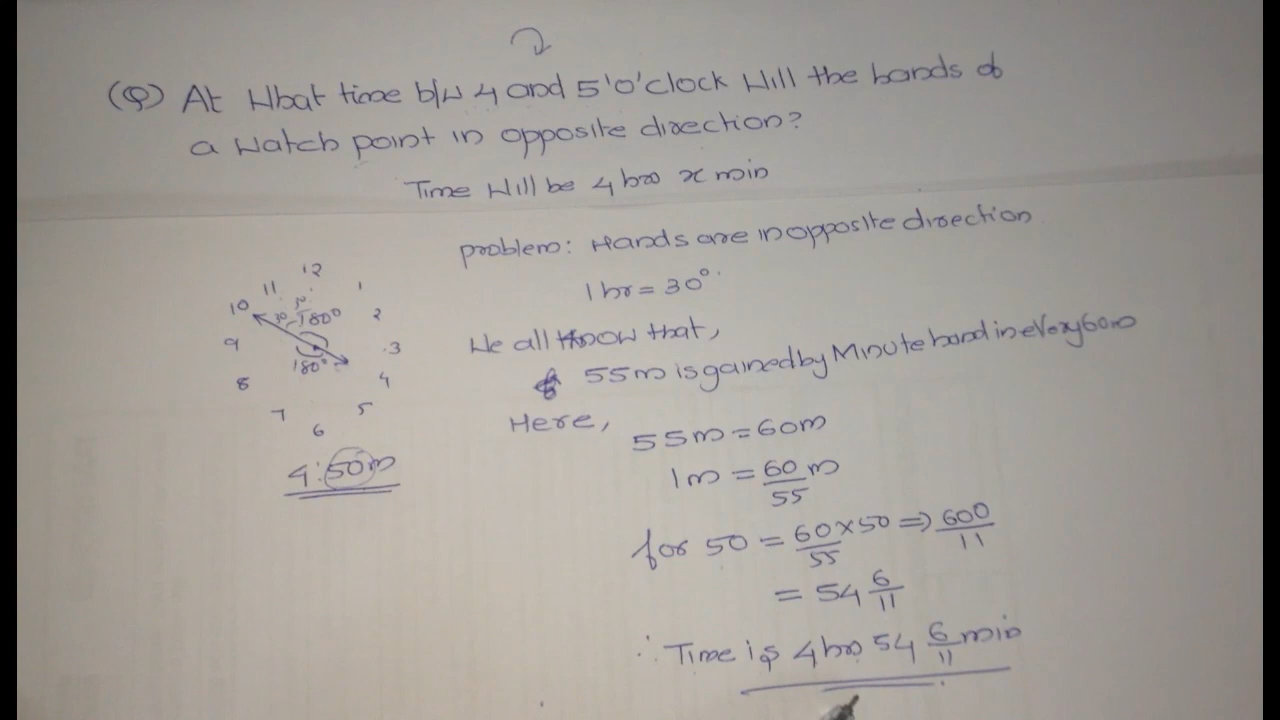 (Q) At What time b/w 4 and 5'o'clock will the hands of
a watch point in opposite direction?
Time will be 4 hrs x min
problem: Hands are in opposite direction
1 hr = 30°
We all know that,
55m is gained by Minute hand in every 60m
Here,
55m = 60m
1m = 60/55 m
for 50 = 60/55 x 50 => 600/11
= 54 6/11
∴ Time is 4 hrs 54 6/11 min
12
11
1
10
2
180°
9
3
180°
8
4
7
5
6
4:50m